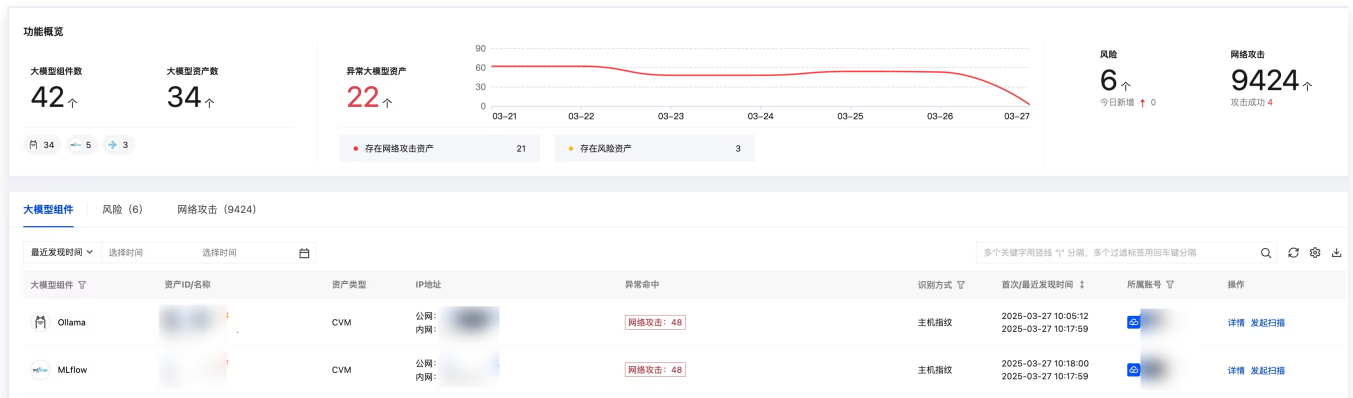 功能概览
大模型组件数
42 个
大模型资产数
34 个
34
mlflow 5
3
异常大模型资产
22 个
90
60
30
0
03-21 03-22 03-23 03-24 03-25 03-26 03-27
存在网络攻击资产 21
存在风险资产 3
风险
6 个
今日新增 ↑ 0
网络攻击
9424 个
攻击成功 4
大模型组件 风险（6） 网络攻击（9424）
最近发现时间 选择时间 选择时间
多个关键字用竖线 "|" 分隔，多个过滤标签用回车键分隔
大模型组件 资产ID/名称 资产类型 IP地址 异常命中 识别方式 首次/最近发现时间 所属账号 操作
Ollama CVM 公网： 网络攻击：48 主机指纹 2025-03-27 10:05:12 详情 发起扫描
内网： 2025-03-27 10:17:59
mlflow MLflow CVM 公网： 网络攻击：48 主机指纹 2025-03-27 10:18:00 详情 发起扫描
内网： 2025-03-27 10:17:59